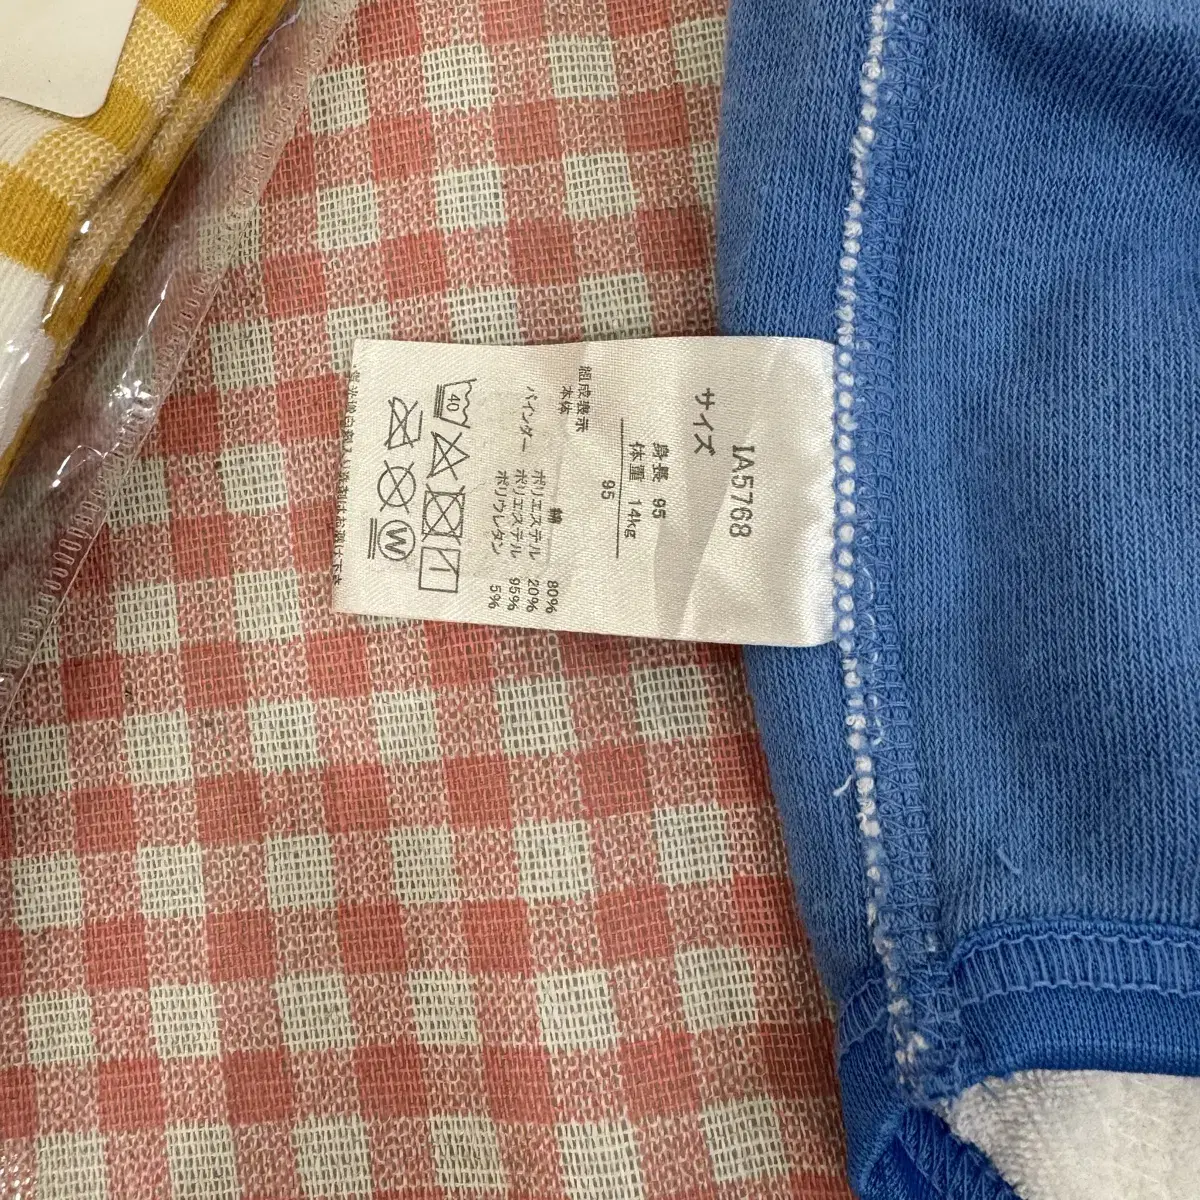 IA5768
サイズ
身長 95
体重 14kg
95
組成表示
本体
綿 80%
ポリエステル 20%
バインダー ポリエステル 95%
ポリウレタン 5%
40
W